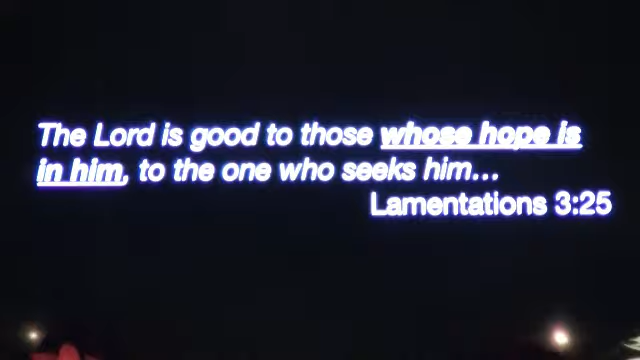 The Lord is good to those whose hope is
in him, to the one who seeks him...
Lamentations 3:25